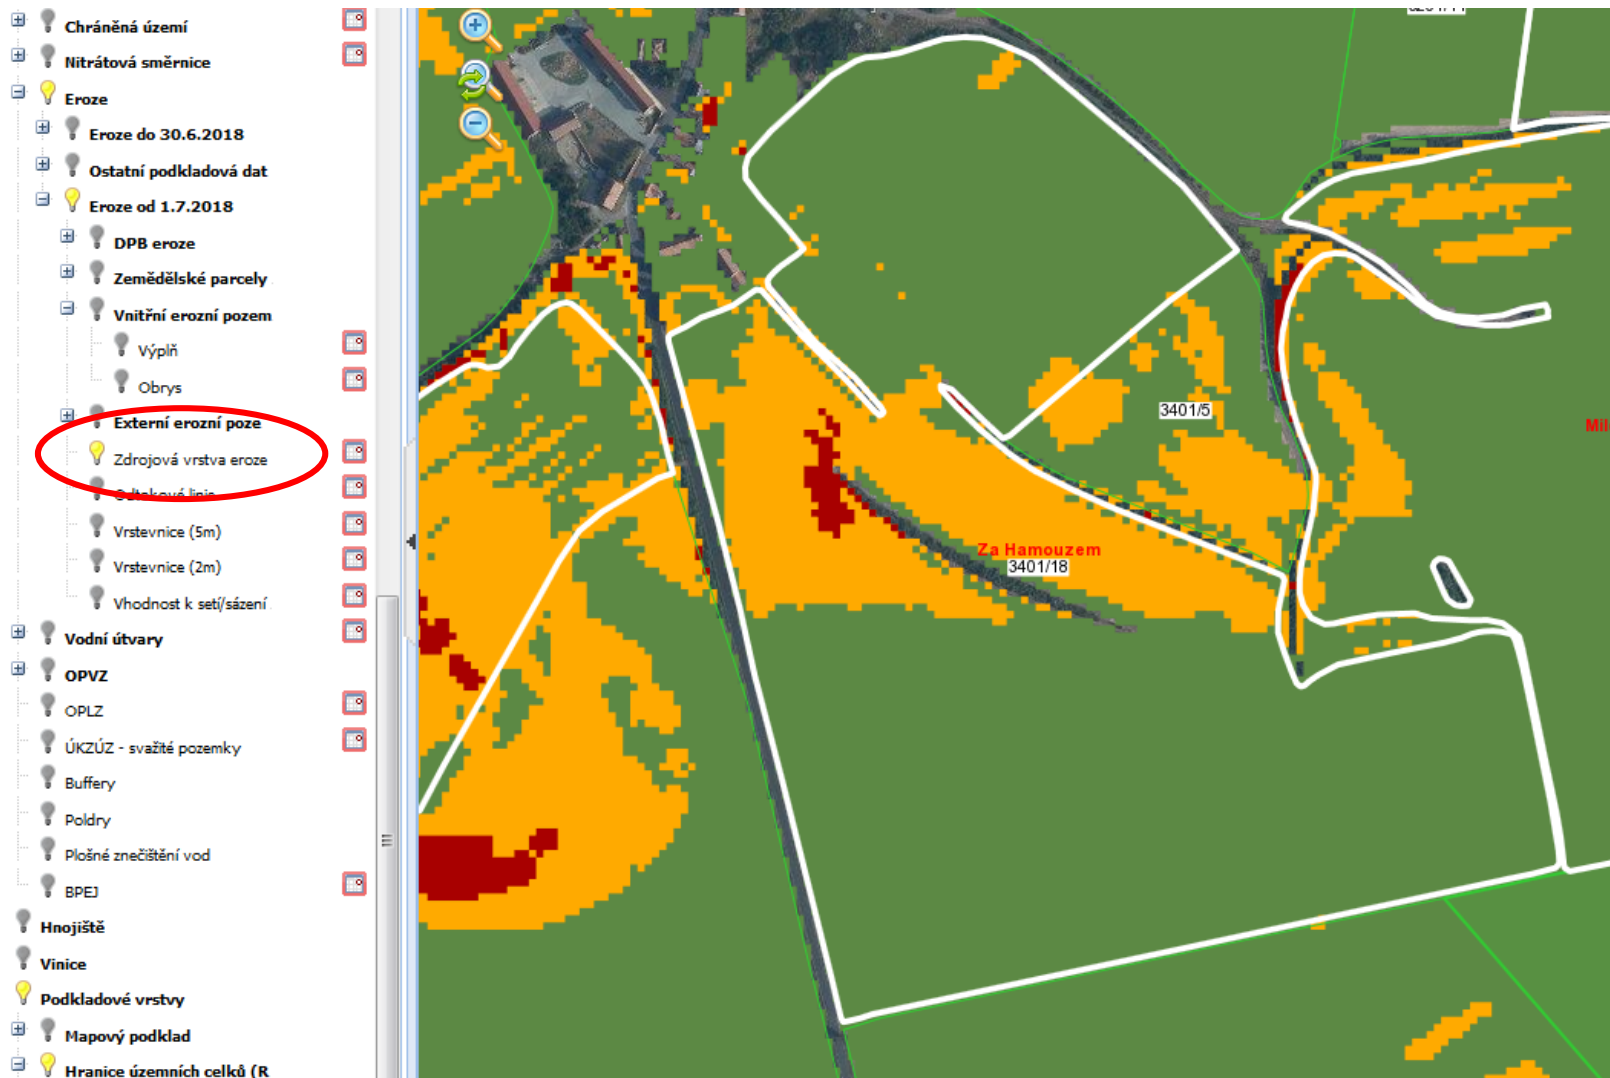 Chráněná území
Nitrátová směrnice
Eroze
Eroze do 30.6.2018
Ostatní podkladová dat
Eroze od 1.7.2018
DPB eroze
Zemědělské parcely
Vnitřní erozní pozem
Výplň
Obrys
Externí erozní poze
Zdrojová vrstva eroze
Odtokové linie
Vrstevnice (5m)
Vrstevnice (2m)
Vhodnost k setí/sázení
Vodní útvary
OPVZ
OPLZ
ÚKZÚZ - svažité pozemky
Buffery
Poldry
Plošné znečištění vod
BPEJ
Hnojiště
Vinice
Podkladové vrstvy
Mapový podklad
Hranice územních celků (R
3401/5
Mil
Za Hamouzem
3401/18